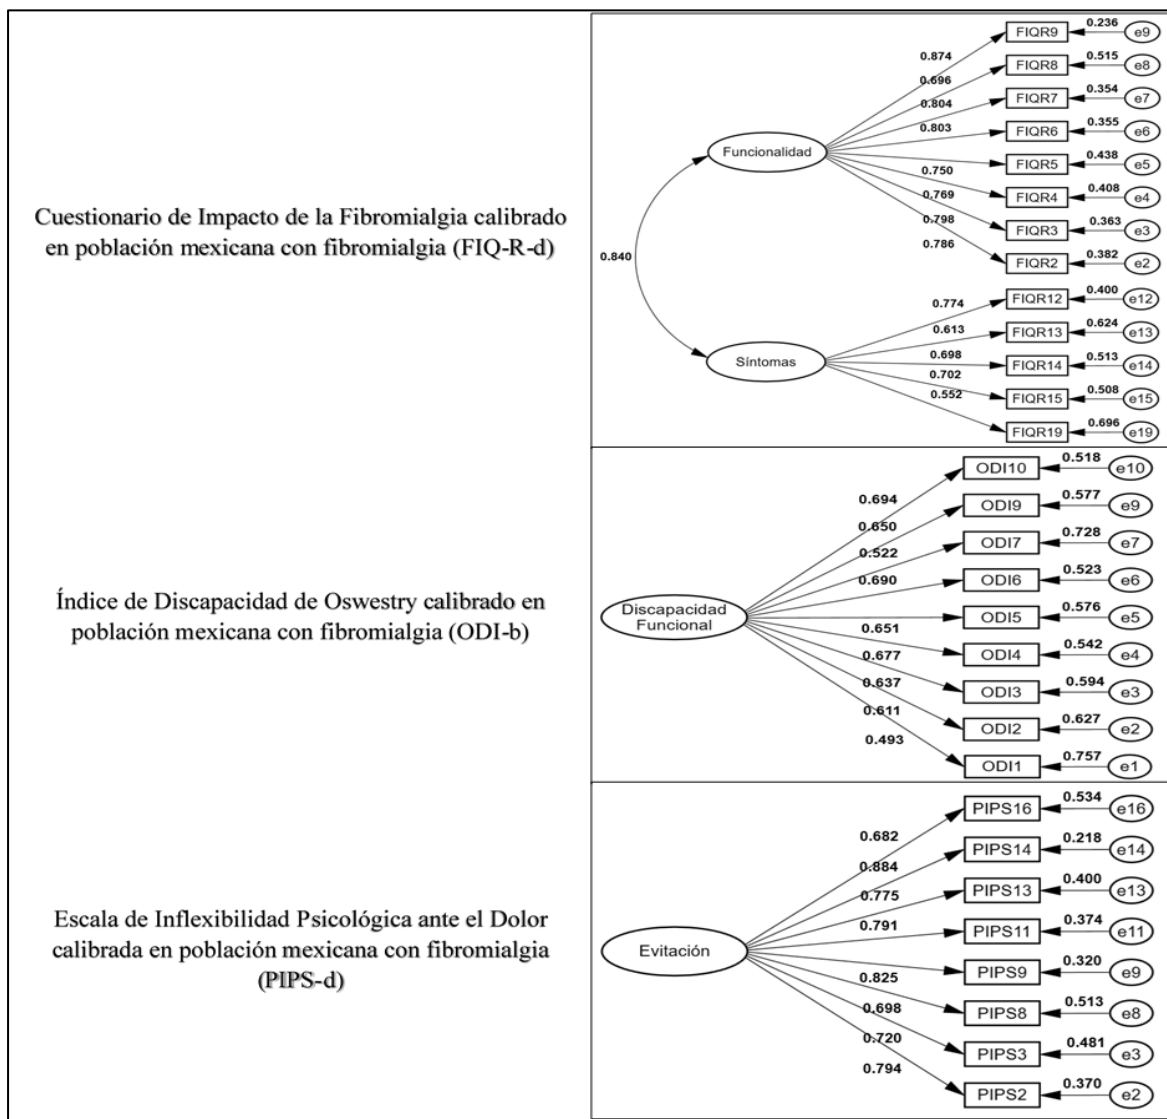 Cuestionario de Impacto de la Fibromialgia calibrado
en población mexicana con fibromialgia (FIQ-R-d)
FIQR9 0.236 e9
0.874
FIQR8 0.515 e8
0.696
FIQR7 0.354 e7
0.804
FIQR6 0.355 e6
0.803
Funcionalidad
FIQR5 0.438 e5
0.750
FIQR4 0.408 e4
0.769
FIQR3 0.363 e3
0.798
FIQR2 0.382 e2
0.786
0.840
FIQR12 0.400 e12
0.774
FIQR13 0.624 e13
0.613
Síntomas
FIQR14 0.513 e14
0.698
FIQR15 0.508 e15
0.702
0.552
FIQR19 0.696 e19
Índice de Discapacidad de Oswestry calibrado en
población mexicana con fibromialgia (ODI-b)
ODI10 0.518 e10
0.694
ODI9 0.577 e9
0.650
ODI7 0.728 e7
0.522
ODI6 0.523 e6
0.690
Discapacidad
Funcional
ODI5 0.576 e5
0.651
ODI4 0.542 e4
0.677
ODI3 0.594 e3
0.637
ODI2 0.627 e2
0.611
0.493
ODI1 0.757 e1
Escala de Inflexibilidad Psicológica ante el Dolor
calibrada en población mexicana con fibromialgia
(PIPS-d)
PIPS16 0.534 e16
0.682
PIPS14 0.218 e14
0.884
PIPS13 0.400 e13
0.775
PIPS11 0.374 e11
0.791
Evitación
PIPS9 0.320 e9
0.825
PIPS8 0.513 e8
0.698
PIPS3 0.481 e3
0.720
0.794
PIPS2 0.370 e2